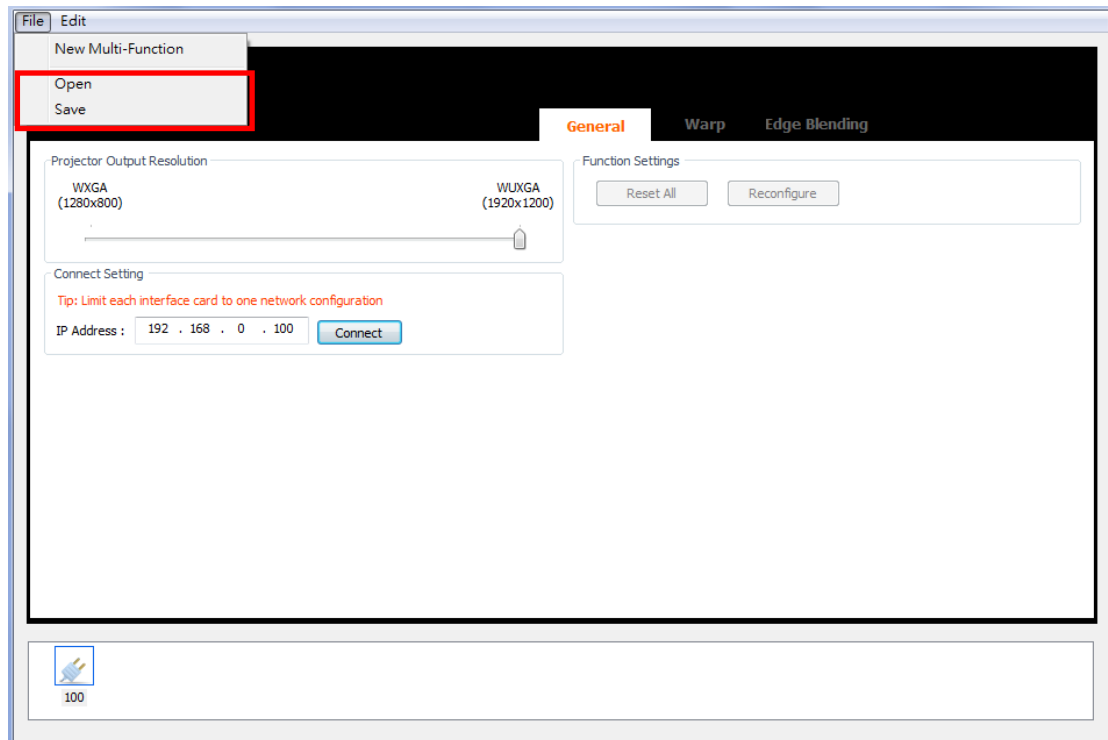 File Edit
New Multi-Function
Open
Save
General Warp Edge Blending
Projector Output Resolution
WXGA
(1280x800)
WUXGA
(1920x1200)
Function Settings
Reset All Reconfigure
Connect Setting
Tip: Limit each interface card to one network configuration
IP Address : 192 . 168 . 0 . 100 Connect
100